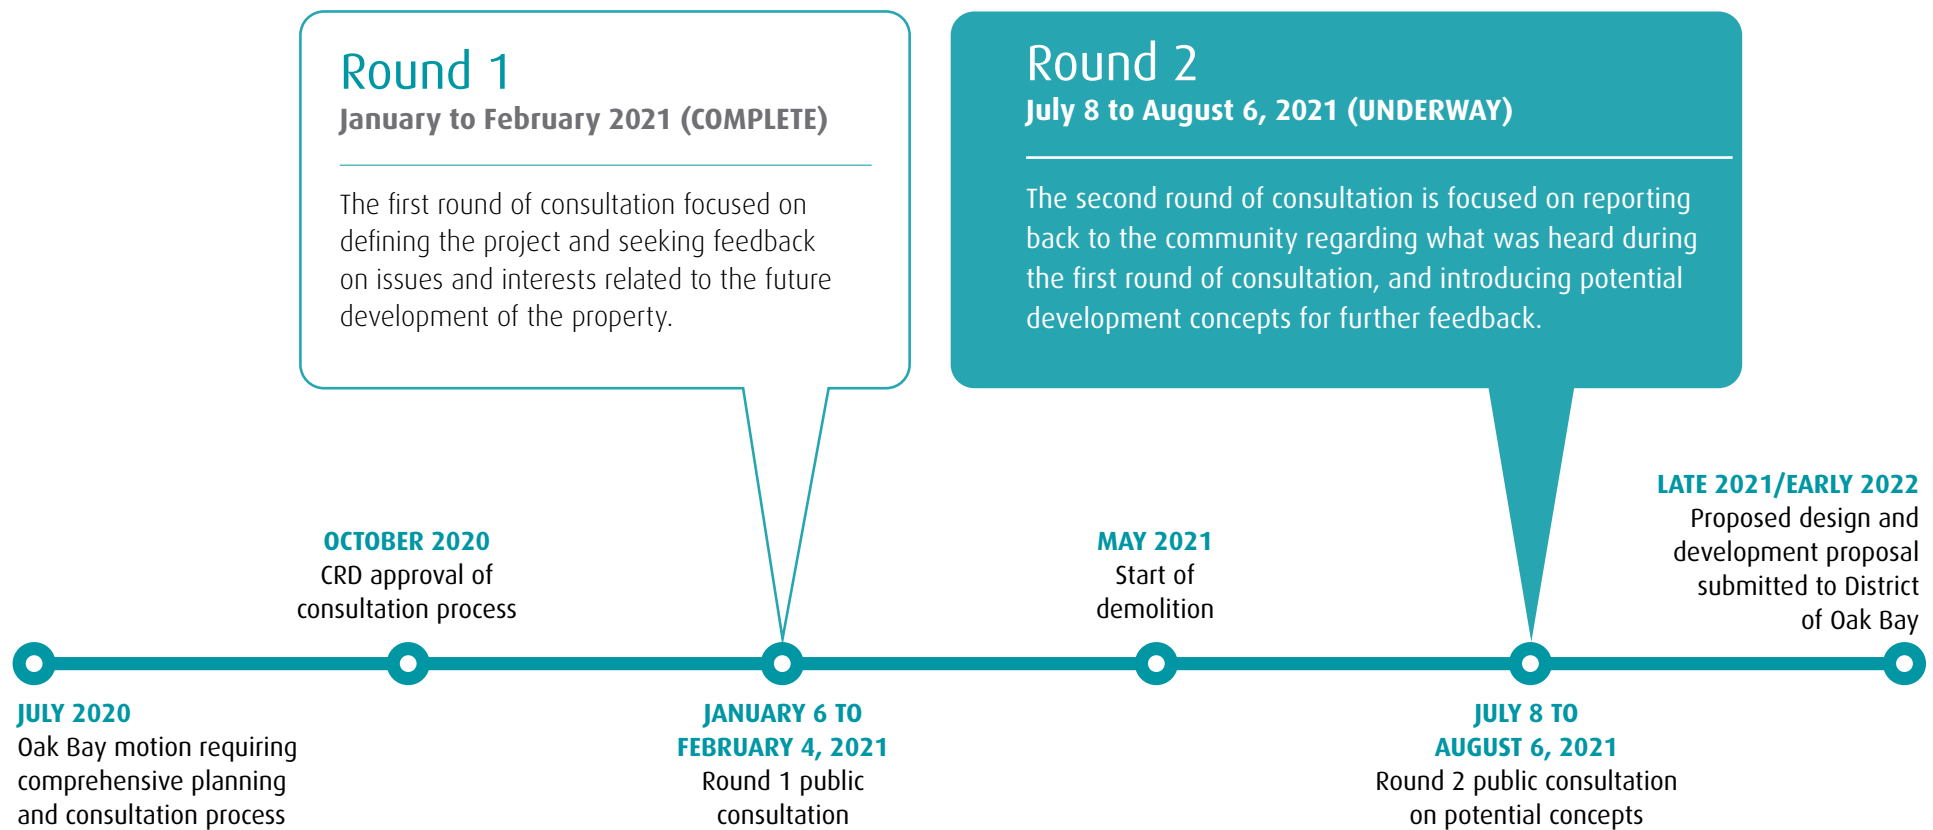 Round 1
January to February 2021 (COMPLETE)
The first round of consultation focused on
defining the project and seeking feedback
on issues and interests related to the future
development of the property.
Round 2
July 8 to August 6, 2021 (UNDERWAY)
The second round of consultation is focused on reporting
back to the community regarding what was heard during
the first round of consultation, and introducing potential
development concepts for further feedback.
JULY 2020
Oak Bay motion requiring
comprehensive planning
and consultation process
OCTOBER 2020
CRD approval of
consultation process
JANUARY 6 TO
FEBRUARY 4, 2021
Round 1 public
consultation
MAY 2021
Start of
demolition
JULY 8 TO
AUGUST 6, 2021
Round 2 public consultation
on potential concepts
LATE 2021/EARLY 2022
Proposed design and
development proposal
submitted to District
of Oak Bay